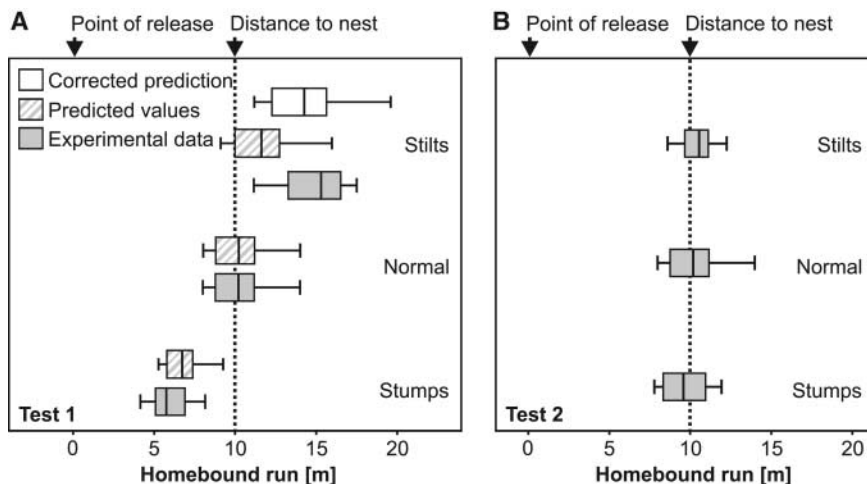 A Point of release Distance to nest
Corrected prediction
Predicted values
Experimental data
Stilts
Normal
Stumps
Test 1
0 5 10 15 20
Homebound run [m]
B Point of release Distance to nest
Stilts
Normal
Stumps
Test 2
0 5 10 15 20
Homebound run [m]